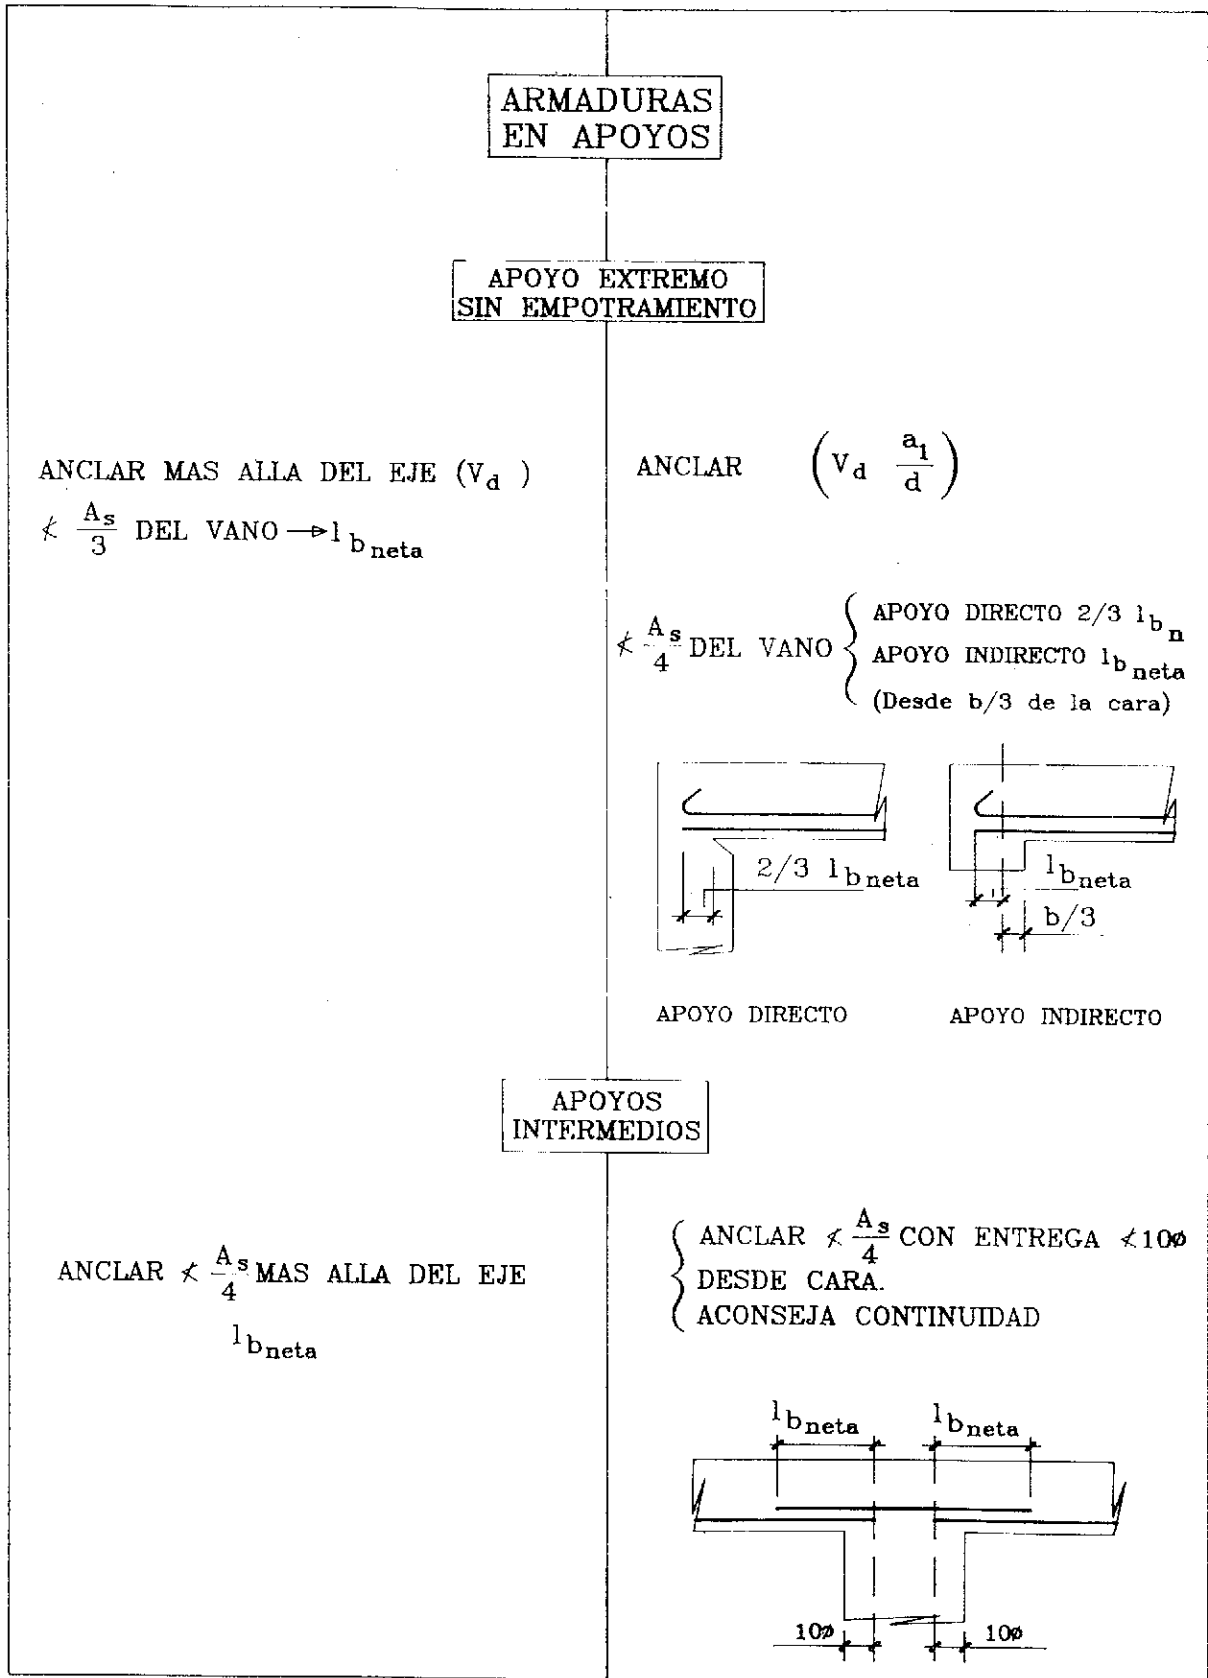 ARMADURAS
EN APOYOS
APOYO EXTREMO
SIN EMPOTRAMIENTO
ANCLAR MAS ALLA DEL EJE (V_d )
≮ A_s/3 DEL VANO → l_b neta
ANCLAR (V_d a_1/d)
≮ A_s/4 DEL VANO
APOYO DIRECTO 2/3 l_b n
APOYO INDIRECTO l_b neta
(Desde b/3 de la cara)
2/3 l_b neta
l_b neta
b/3
APOYO DIRECTO
APOYO INDIRECTO
APOYOS
INTERMEDIOS
ANCLAR ≮ A_s/4 MAS ALLA DEL EJE
l_b neta
ANCLAR ≮ A_s/4 CON ENTREGA ≮10ø
DESDE CARA.
ACONSEJA CONTINUIDAD
l_b neta
l_b neta
10ø
10ø